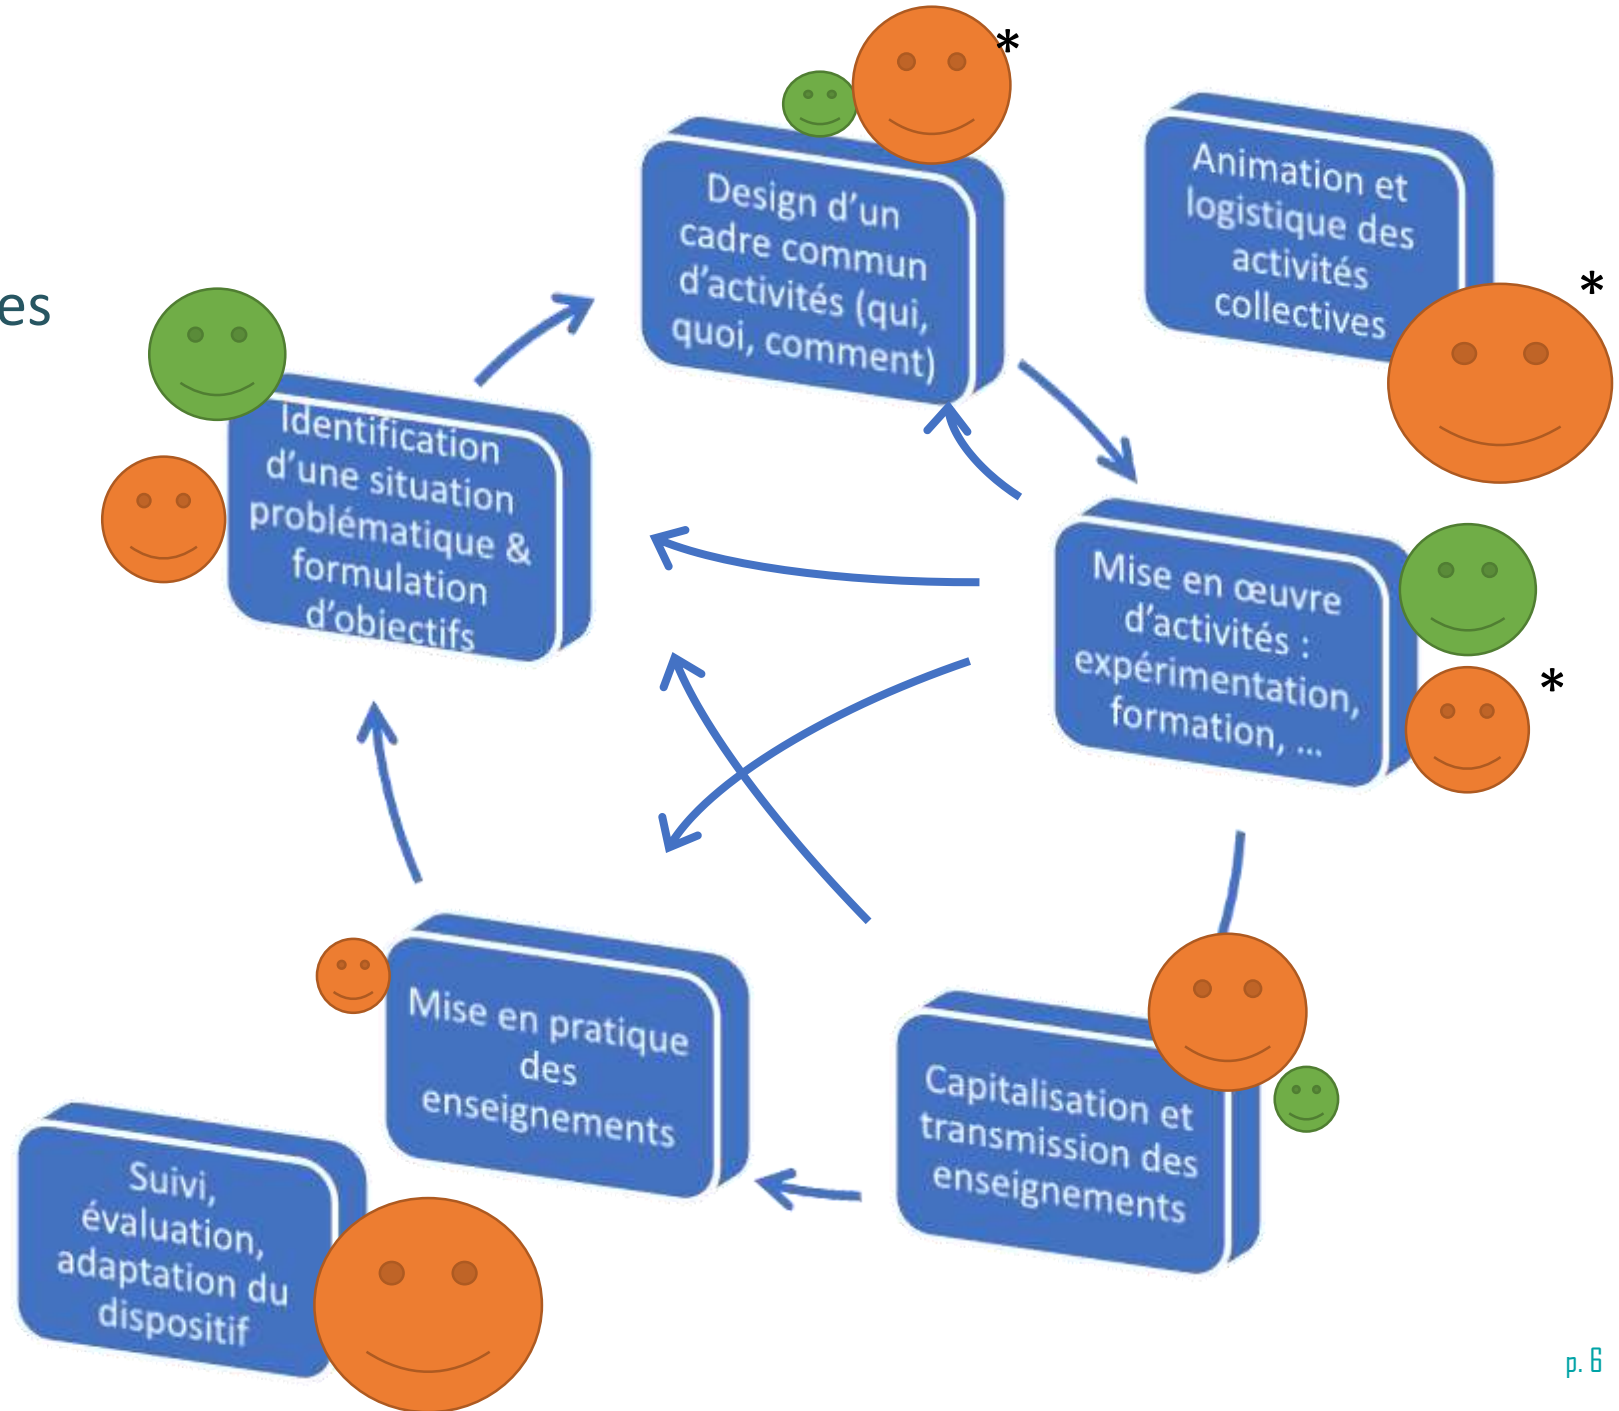 es
*
Design d’un
cadre commun
d’activités (qui,
quoi, comment)
Animation et
logistique des
activités
collectives
*
Identification
d’une situation
problématique &
formulation
d’objectifs
Mise en œuvre
d’activités :
expérimentation,
formation, ...
*
Mise en pratique
des
enseignements
Capitalisation et
transmission des
enseignements
Suivi,
évaluation,
adaptation du
dispositif
p. 6